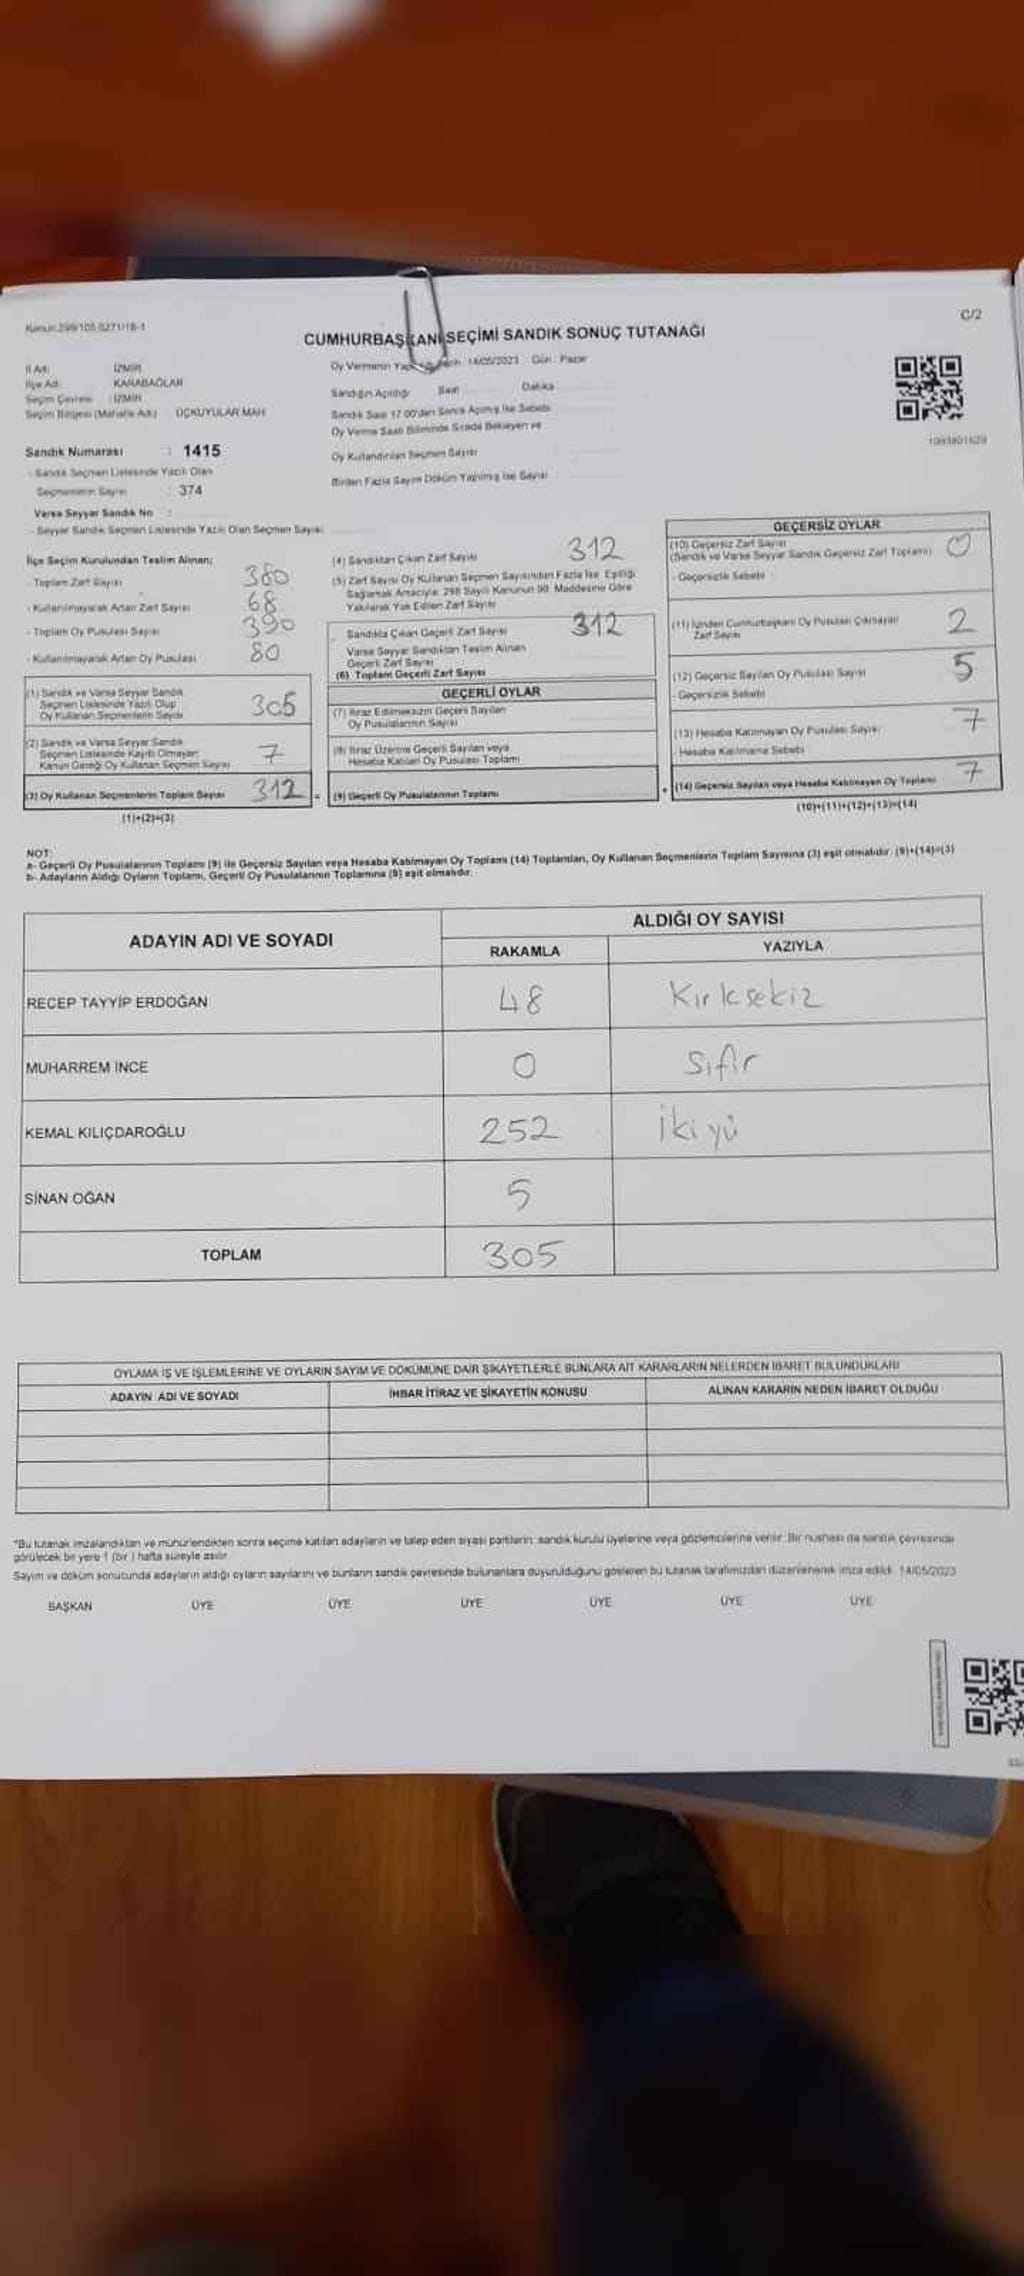 Kanun:299/105.6271/18-1
C/2
CUMHURBAŞKANI SEÇİMİ SANDIK SONUÇ TUTANAĞI
İl Adı: İZMİR
İlçe Adı: KARABAĞLAR
Seçim Çevresi :İZMİR
Seçim Bölgesi (Mahalle Adı) ÜÇKUYULAR MAH
Sandık Numarası : 1415
- Sandık Seçmen Listesinde Yazılı Olan
Seçmenlerin Sayısı : 374
Varsa Seyyar Sandık No :
- Seyyar Sandık Seçmen Listesinde Yazılı Olan Seçmen Sayısı
Oy Vermenin 14/05/2023 Gün : Pazar
Sandığın Açıldığı Saat Dakika
Sandık Saat 17.00'den Sonra Açılmış İse Sebebi
Oy Verme Saati Bitiminde Sırada Bekleyen ve
Oy Kullandırılan Seçmen Sayısı
Birden Fazla Sayım Döküm Yapılmış İse Sayısı
İlçe Seçim Kurulundan Teslim Alınan;
- Toplam Zarf Sayısı 380
- Kullanılmayarak Artan Zarf Sayısı 68
- Toplam Oy Pusulası Sayısı 390
- Kullanılmayarak Artan Oy Pusulası 80
(1) Sandık ve Varsa Seyyar Sandık
Seçmen Listesinde Yazılı Olup
Oy Kullanan Seçmenlerin Sayısı 305
(2) Sandık ve Varsa Seyyar Sandık
Seçmen Listesinde Kayıtlı Olmayan
Kanun Gereği Oy Kullanan Seçmen Sayısı 7
(3) Oy Kullanan Seçmenlerin Toplam Sayısı 312
(1)+(2)=(3)
(4) Sandıktan Çıkan Zarf Sayısı 312
(5) Zarf Sayısı Oy Kullanan Seçmen Sayısından Fazla İse Eşitliği
Sağlamak Amacıyla 298 Sayılı Kanunun 98. Maddesine Göre
Yakılarak Yok Edilen Zarf Sayısı
Sandıkta Çıkan Geçerli Zarf Sayısı 312
Varsa Seyyar Sandıktan Teslim Alınan
Geçerli Zarf Sayısı
(6) Toplam Geçerli Zarf Sayısı
GEÇERLİ OYLAR
(7) İtiraz Edilmeksizin Geçerli Sayılan
Oy Pusulalarının Sayısı
(8) İtiraz Üzerine Geçerli Sayılan veya
Hesaba Katılan Oy Pusulası Toplamı
= (9) Geçerli Oy Pusulalarının Toplamı
GEÇERSİZ OYLAR
(10) Geçersiz Zarf Sayısı
(Sandık ve Varsa Seyyar Sandık Geçersiz Zarf Toplamı) 0
- Geçersizlik Sebebi :
(11) İçinden Cumhurbaşkanı Oy Pusulası Çıkmayan
Zarf Sayısı 2
(12) Geçersiz Sayılan Oy Pusulası Sayısı 5
- Geçersizlik Sebebi
(13) Hesaba Katılmayan Oy Pusulası Sayısı 7
- Hesaba Katılmama Sebebi
+ (14) Geçersiz Sayılan veya Hesaba Katılmayan Oy Toplamı 7
(10)+(11)+(12)+(13)=(14)
NOT:
a- Geçerli Oy Pusulalarının Toplamı (9) ile Geçersiz Sayılan veya Hesaba Katılmayan Oy Toplamı (14) Toplamları, Oy Kullanan Seçmenlerin Toplam Sayısına (3) eşit olmalıdır. (9)+(14)=(3)
b- Adayların Aldığı Oyların Toplamı, Geçerli Oy Pusulalarının Toplamına (9) eşit olmalıdır.
ADAYIN ADI VE SOYADI
ALDIĞI OY SAYISI
RAKAMLA YAZIYLA
RECEP TAYYİP ERDOĞAN 48 Kırksekiz
MUHARREM İNCE 0 Sıfır
KEMAL KILIÇDAROĞLU 252 İkiyü
SİNAN OĞAN 5
TOPLAM 305
OYLAMA İŞ VE İŞLEMLERİNE VE OYLARIN SAYIM VE DÖKÜMÜNE DAİR ŞİKAYETLERLE BUNLARA AİT KARARLARIN NELERDEN İBARET BULUNDUKLARI
ADAYIN ADI VE SOYADI İHBAR İTİRAZ VE ŞİKAYETİN KONUSU ALINAN KARARIN NEDEN İBARET OLDUĞU
*Bu tutanak imzalandıktan ve mühürlendikten sonra seçime katılan adayların ve talep eden siyasi partilerin sandık kurulu üyelerine veya gözlemcilerine verilir. Bir nüshası da sandık çevresinde
görülecek bir yere 1 (bir ) hafta süreyle asılır.
Sayım ve döküm sonucunda adayların aldığı oyların sayılarını ve bunların sandık çevresinde bulunanlara duyurulduğunu gösteren bu tutanak tarafımızdan düzenlenerek imza edildi. 14/05/2023
BAŞKAN ÜYE ÜYE ÜYE ÜYE ÜYE ÜYE